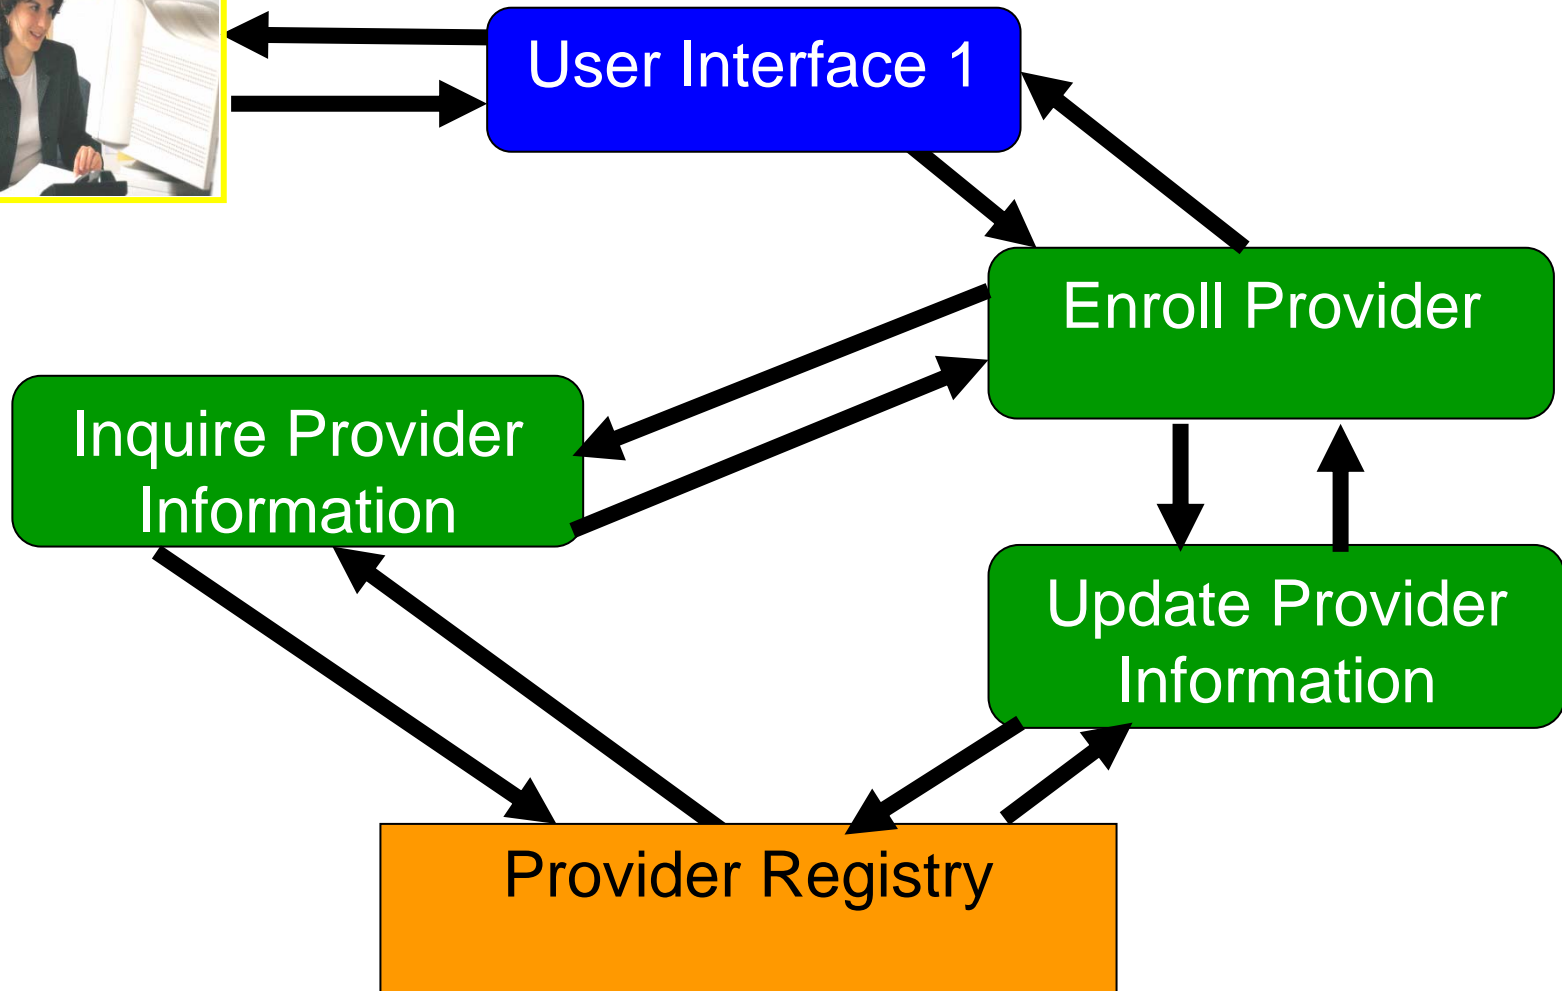 User Interface 1
Enroll Provider
Inquire Provider
Information
Update Provider
Information
Provider Registry